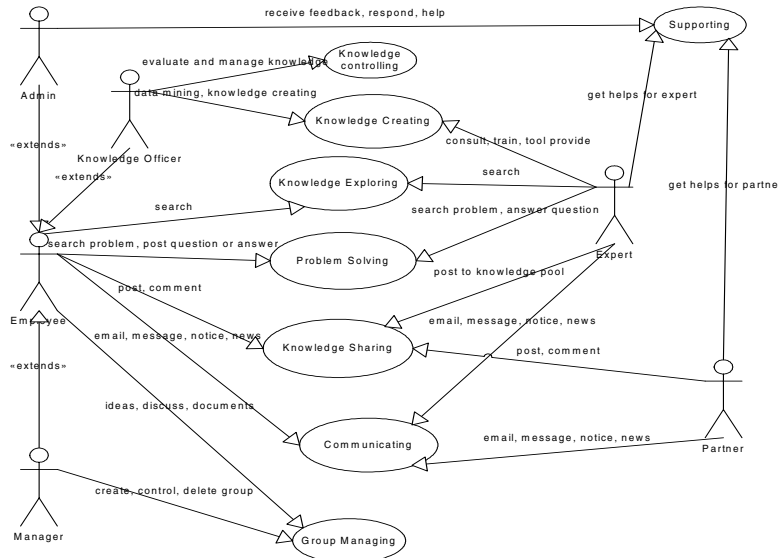 receive feedback, respond, help
Supporting
evaluate and manage knowledge
Knowledge
controlling
Admin
data mining, knowledge creating
get helps for expert
Knowledge Creating
«extends»
consult, train, tool provide
Knowledge Officer
«extends»
search
Knowledge Exploring
get helps for partne
search
search problem, answer question
search problem, post question or answer
Expert
Problem Solving
post to knowledge pool
post, comment
Employee
email, message, notice, news
email, message, notice, news
Knowledge Sharing
post, comment
«extends»
ideas, discuss, documents
email, message, notice, news
Communicating
Partner
create, control, delete group
Manager
Group Managing